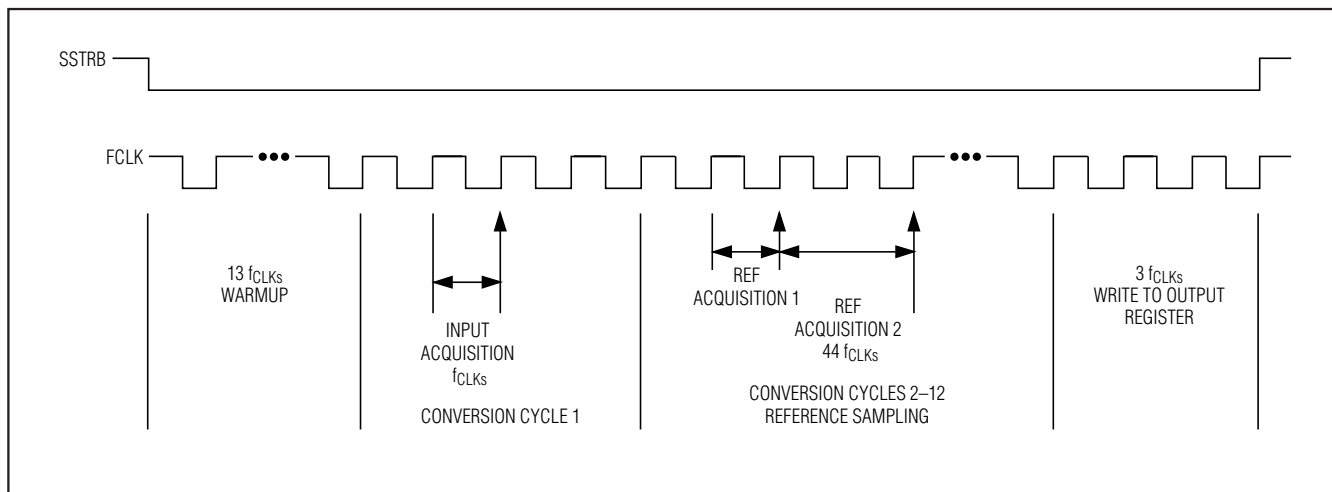 SSTRB
FCLK
13 fCLKs
WARMUP
INPUT
ACQUISITION
fCLKs
CONVERSION CYCLE 1
REF
ACQUISITION 1
REF
ACQUISITION 2
44 fCLKs
CONVERSION CYCLES 2–12
REFERENCE SAMPLING
3 fCLKs
WRITE TO OUTPUT
REGISTER